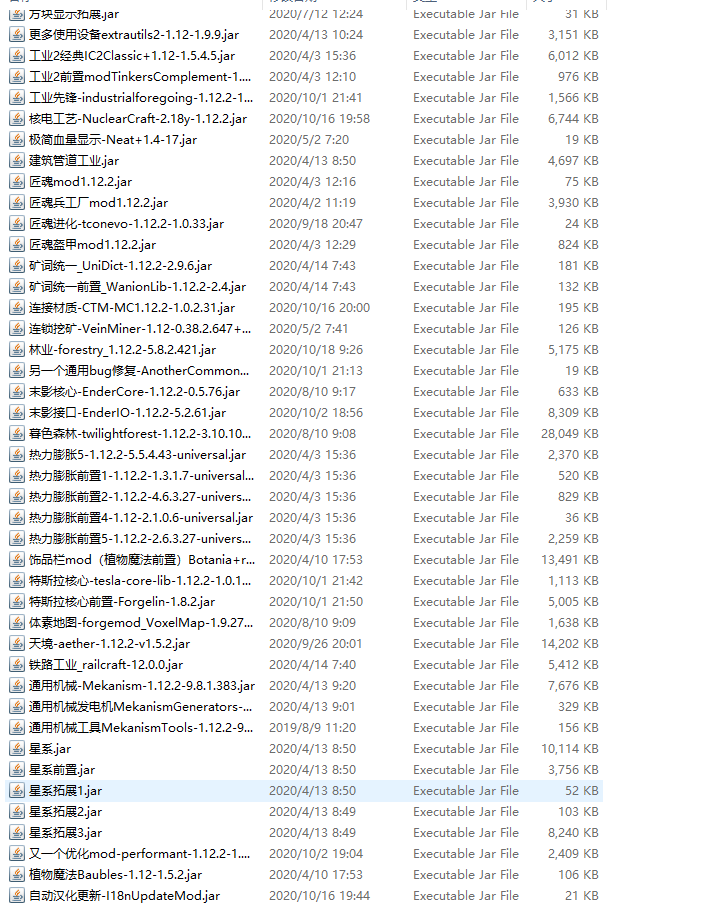 方块显示拓展.jar 2020/7/12 12:24 Executable Jar File 31 KB
更多使用设备extrautils2-1.12-1.9.9.jar 2020/4/13 10:24 Executable Jar File 3,151 KB
工业2经典IC2Classic+1.12-1.5.4.5.jar 2020/4/3 15:36 Executable Jar File 6,012 KB
工业2前置modTinkersComplement-1.... 2020/4/3 12:10 Executable Jar File 976 KB
工业先锋-industrialforegoing-1.12.2-1... 2020/10/1 21:41 Executable Jar File 1,566 KB
核电工艺-NuclearCraft-2.18y-1.12.2.jar 2020/10/16 19:58 Executable Jar File 6,744 KB
极简血量显示-Neat+1.4-17.jar 2020/5/2 7:20 Executable Jar File 19 KB
建筑管道工业.jar 2020/4/13 8:50 Executable Jar File 4,697 KB
匠魂mod1.12.2.jar 2020/4/3 12:16 Executable Jar File 75 KB
匠魂兵工厂mod1.12.2.jar 2020/4/2 11:19 Executable Jar File 3,930 KB
匠魂进化-tconevo-1.12.2-1.0.33.jar 2020/9/18 20:47 Executable Jar File 24 KB
匠魂盔甲mod1.12.2.jar 2020/4/3 12:29 Executable Jar File 824 KB
矿词统一_UniDict-1.12.2-2.9.6.jar 2020/4/14 7:43 Executable Jar File 181 KB
矿词统一前置_WanionLib-1.12.2-2.4.jar 2020/4/14 7:43 Executable Jar File 132 KB
连接材质-CTM-MC1.12.2-1.0.2.31.jar 2020/10/16 20:00 Executable Jar File 195 KB
连锁挖矿-VeinMiner-1.12-0.38.2.647+... 2020/5/2 7:41 Executable Jar File 126 KB
林业-forestry_1.12.2-5.8.2.421.jar 2020/10/18 9:26 Executable Jar File 5,175 KB
另一个通用bug修复-AnotherCommon... 2020/10/1 21:13 Executable Jar File 19 KB
末影核心-EnderCore-1.12.2-0.5.76.jar 2020/8/10 9:17 Executable Jar File 633 KB
末影接口-EnderIO-1.12.2-5.2.61.jar 2020/10/2 18:56 Executable Jar File 8,309 KB
暮色森林-twilightforest-1.12.2-3.10.10... 2020/8/10 9:08 Executable Jar File 28,049 KB
热力膨胀5-1.12.2-5.5.4.43-universal.jar 2020/4/3 15:36 Executable Jar File 2,370 KB
热力膨胀前置1-1.12.2-1.3.1.7-universal... 2020/4/3 15:36 Executable Jar File 520 KB
热力膨胀前置2-1.12.2-4.6.3.27-univers... 2020/4/3 15:36 Executable Jar File 829 KB
热力膨胀前置4-1.12-2.1.0.6-universal.jar 2020/4/3 15:36 Executable Jar File 36 KB
热力膨胀前置5-1.12.2-2.6.3.27-univers... 2020/4/3 15:36 Executable Jar File 2,259 KB
饰品栏mod（植物魔法前置）Botania+r... 2020/4/10 17:53 Executable Jar File 13,491 KB
特斯拉核心-tesla-core-lib-1.12.2-1.0.1... 2020/10/1 21:42 Executable Jar File 1,113 KB
特斯拉核心前置-Forgelin-1.8.2.jar 2020/10/1 21:50 Executable Jar File 5,005 KB
体素地图-forgemod_VoxelMap-1.9.27... 2020/8/10 9:09 Executable Jar File 1,638 KB
天境-aether-1.12.2-v1.5.2.jar 2020/9/26 20:01 Executable Jar File 14,202 KB
铁路工业_railcraft-12.0.0.jar 2020/4/14 7:40 Executable Jar File 5,412 KB
通用机械-Mekanism-1.12.2-9.8.1.383.jar 2020/4/13 9:20 Executable Jar File 7,676 KB
通用机械发电机MekanismGenerators-... 2020/4/13 9:01 Executable Jar File 329 KB
通用机械工具MekanismTools-1.12.2-9... 2019/8/9 11:20 Executable Jar File 156 KB
星系.jar 2020/4/13 8:50 Executable Jar File 10,114 KB
星系前置.jar 2020/4/13 8:50 Executable Jar File 3,756 KB
星系拓展1.jar 2020/4/13 8:50 Executable Jar File 52 KB
星系拓展2.jar 2020/4/13 8:49 Executable Jar File 103 KB
星系拓展3.jar 2020/4/13 8:49 Executable Jar File 8,240 KB
又一个优化mod-performant-1.12.2-1.... 2020/10/2 19:04 Executable Jar File 2,409 KB
植物魔法Baubles-1.12-1.5.2.jar 2020/4/10 17:53 Executable Jar File 106 KB
自动汉化更新-I18nUpdateMod.jar 2020/10/16 19:44 Executable Jar File 21 KB